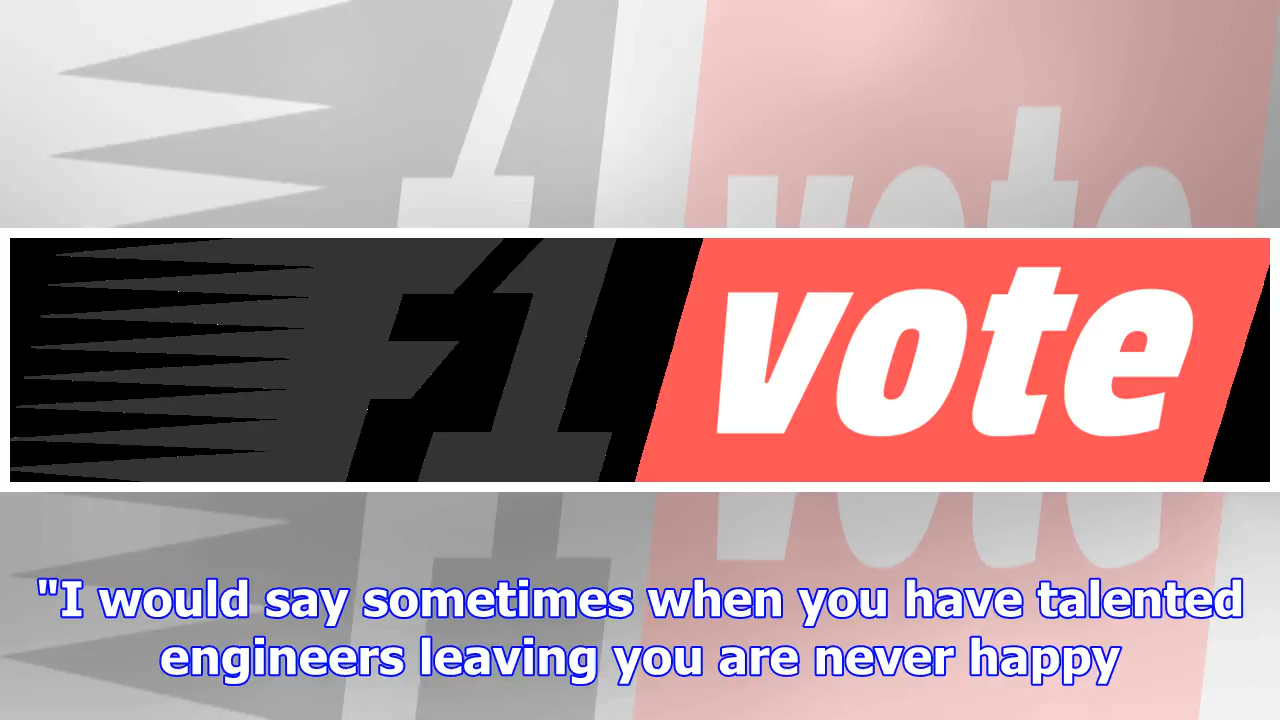 F1 vote
"I would say sometimes when you have talented
engineers leaving you are never happy